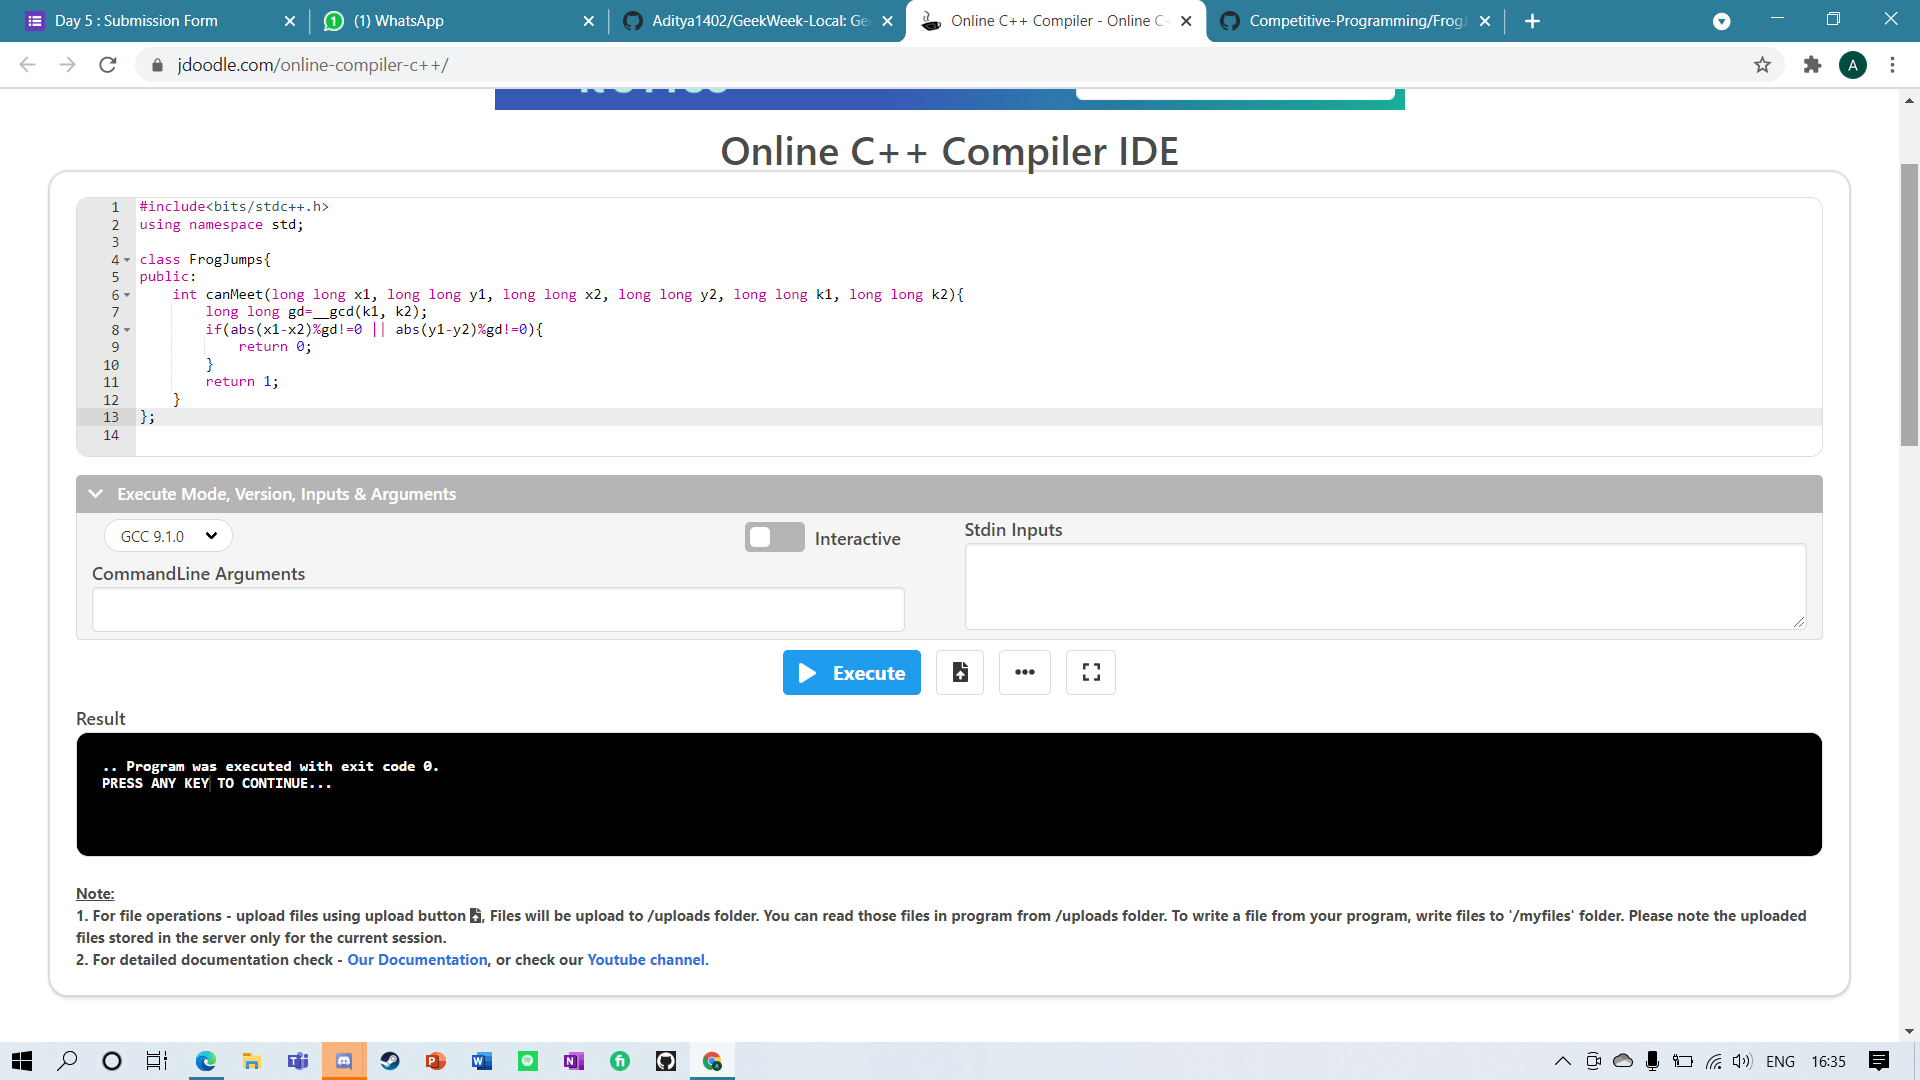 Day 5 : Submission Form
(1) WhatsApp
Aditya1402/GeekWeek-Local: Ge
Online C++ Compiler - Online C
Competitive-Programming/Frog
jdoodle.com/online-compiler-c++/
A
Online C++ Compiler IDE
1 #include<bits/stdc++.h>
2 using namespace std;
3
4 class FrogJumps{
5 public:
6 int canMeet(long long x1, long long y1, long long x2, long long y2, long long k1, long long k2){
7 long long gd=__gcd(k1, k2);
8 if(abs(x1-x2)%gd!=0 || abs(y1-y2)%gd!=0){
9 return 0;
10 }
11 return 1;
12 }
13 };
14
Execute Mode, Version, Inputs & Arguments
GCC 9.1.0
Interactive
Stdin Inputs
CommandLine Arguments
Execute
Result
.. Program was executed with exit code 0.
PRESS ANY KEY TO CONTINUE...
Note:
1. For file operations - upload files using upload button , Files will be upload to /uploads folder. You can read those files in program from /uploads folder. To write a file from your program, write files to '/myfiles' folder. Please note the uploaded
files stored in the server only for the current session.
2. For detailed documentation check - Our Documentation, or check our Youtube channel.
ENG
16:35